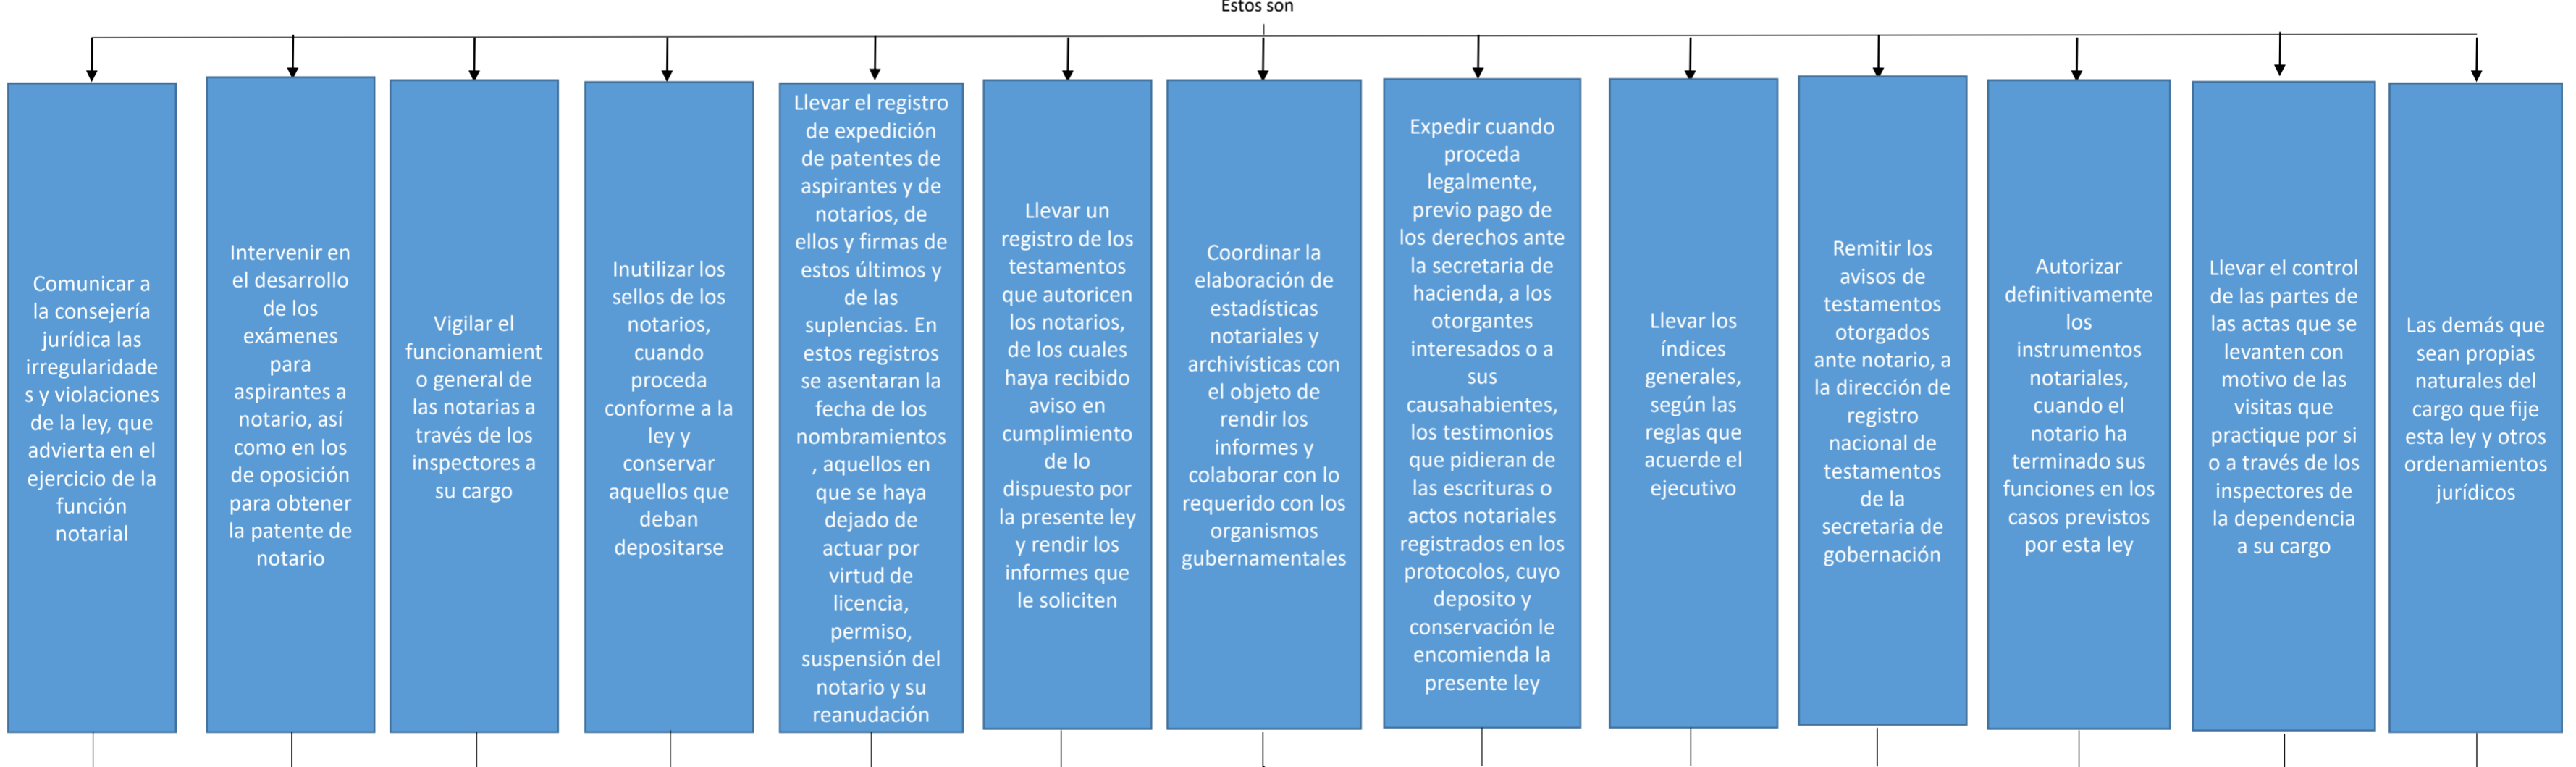 Estos son
Comunicar a
la consejería
jurídica las
irregularidade
s y violaciones
de la ley, que
advierta en el
ejercicio de la
función
notarial
Intervenir en
el desarrollo
de los
exámenes
para
aspirantes a
notario, así
como en los
de oposición
para obtener
la patente de
notario
Vigilar el
funcionamient
o general de
las notarias a
través de los
inspectores a
su cargo
Inutilizar los
sellos de los
notarios,
cuando
proceda
conforme a la
ley y
conservar
aquellos que
deban
depositarse
Llevar el registro
de expedición
de patentes de
aspirantes y de
notarios, de
ellos y firmas de
estos últimos y
de las
suplencias. En
estos registros
se asentaran la
fecha de los
nombramientos
, aquellos en
que se haya
dejado de
actuar por
virtud de
licencia,
permiso,
suspensión del
notario y su
reanudación
Llevar un
registro de los
testamentos
que autoricen
los notarios,
de los cuales
haya recibido
aviso en
cumplimiento
de lo
dispuesto por
la presente ley
y rendir los
informes que
le soliciten
Coordinar la
elaboración de
estadísticas
notariales y
archivísticas con
el objeto de
rendir los
informes y
colaborar con lo
requerido con los
organismos
gubernamentales
Expedir cuando
proceda
legalmente,
previo pago de
los derechos ante
la secretaria de
hacienda, a los
otorgantes
interesados o a
sus
causahabientes,
los testimonios
que pidieran de
las escrituras o
actos notariales
registrados en los
protocolos, cuyo
deposito y
conservación le
encomienda la
presente ley
Llevar los
índices
generales,
según las
reglas que
acuerde el
ejecutivo
Remitir los
avisos de
testamentos
otorgados
ante notario, a
la dirección de
registro
nacional de
testamentos
de la
secretaria de
gobernación
Autorizar
definitivamente
los
instrumentos
notariales,
cuando el
notario ha
terminado sus
funciones en los
casos previstos
por esta ley
Llevar el control
de las partes de
las actas que se
levanten con
motivo de las
visitas que
practique por si
o a través de los
inspectores de
la dependencia
a su cargo
Las demás que
sean propias
naturales del
cargo que fije
esta ley y otros
ordenamientos
jurídicos